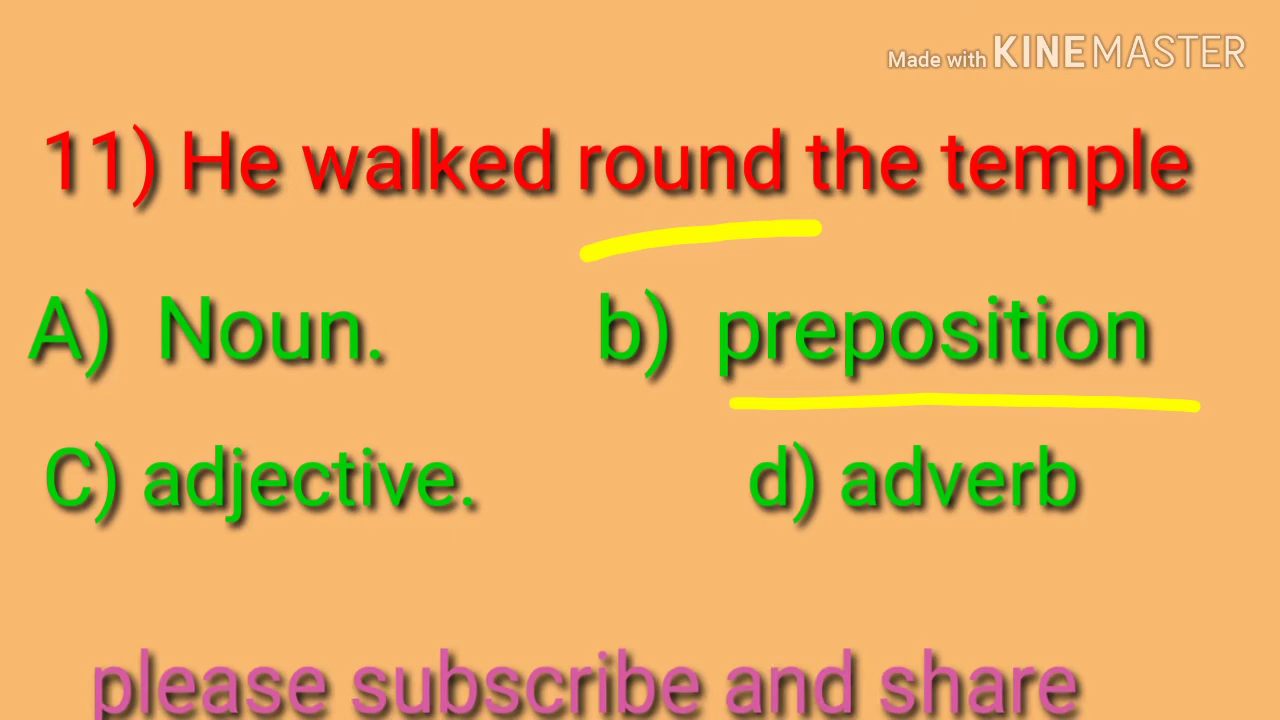 Made with KINEMASTER
11) He walked round the temple
A) Noun. b) preposition
C) adjective. d) adverb
please subscribe and share